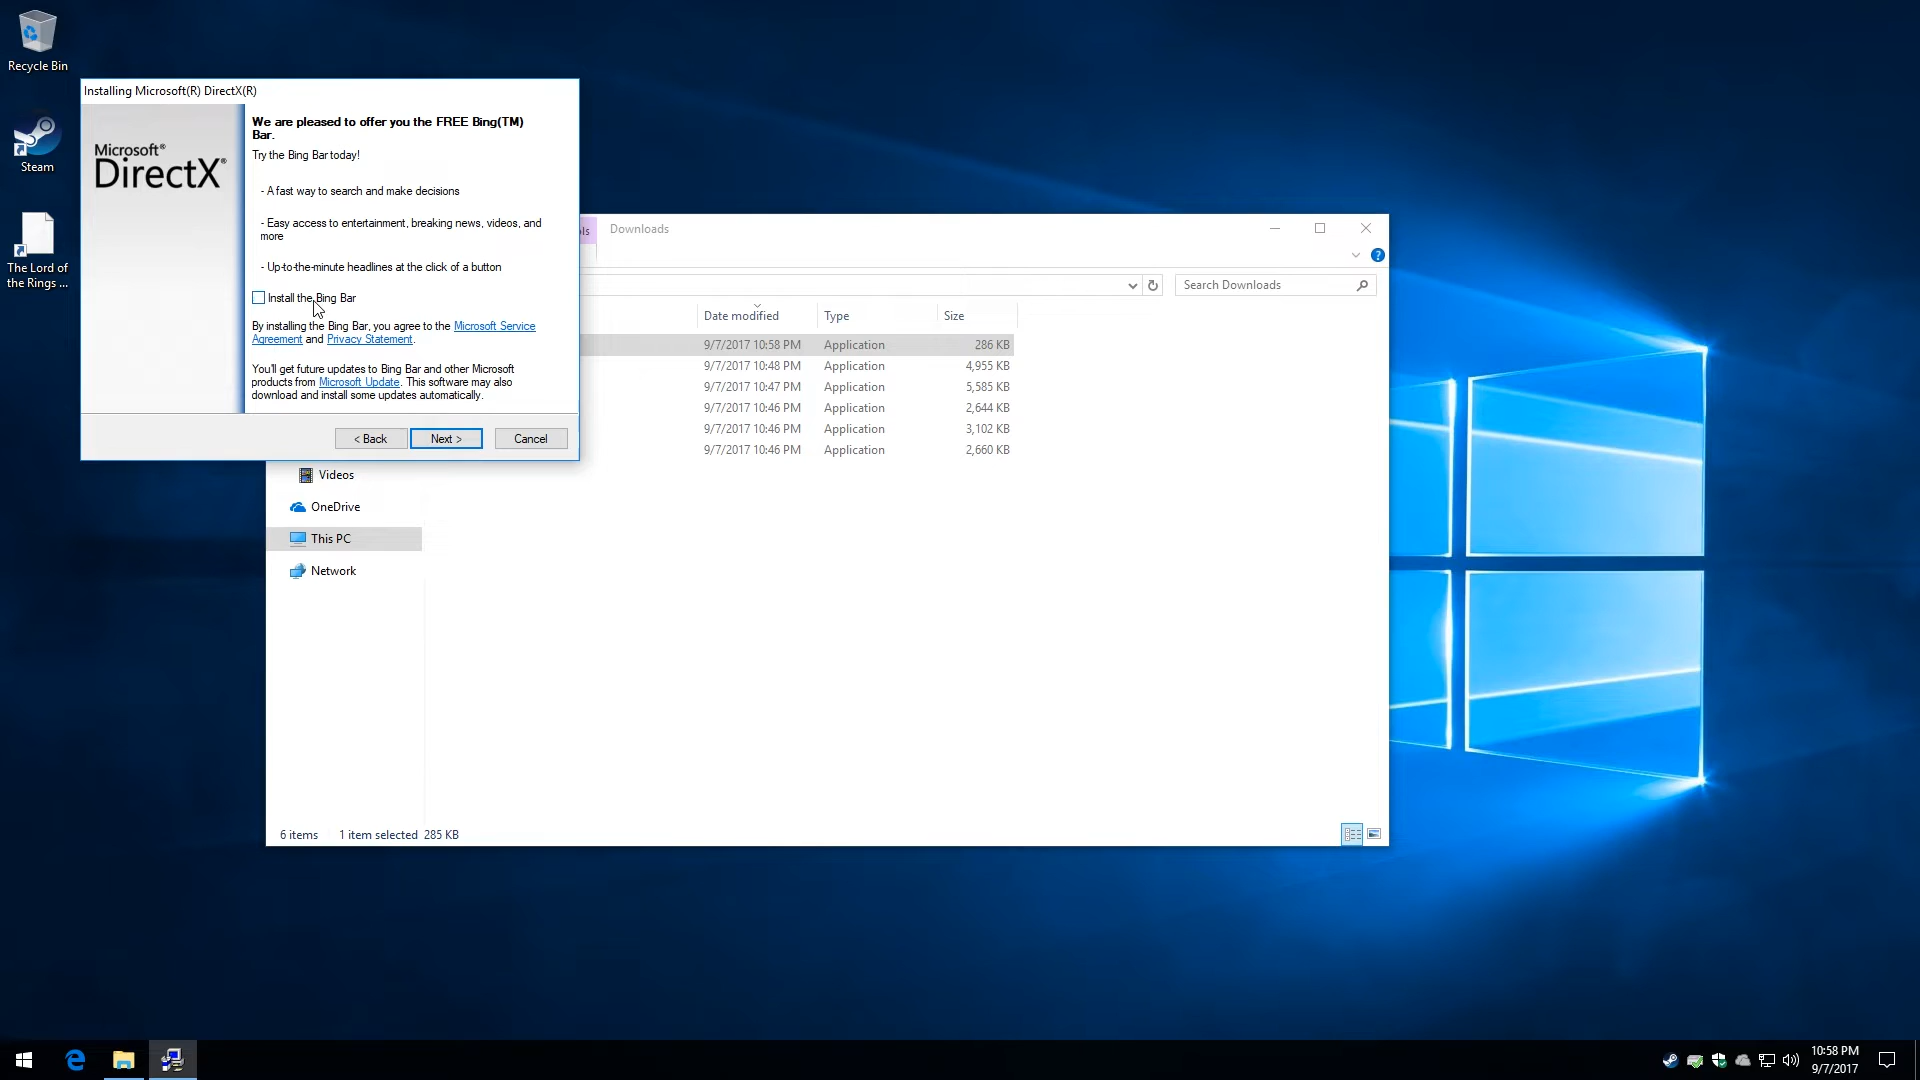 Recycle Bin
Steam
The Lord of
the Rings ...
Installing Microsoft(R) DirectX(R)
Microsoft®
DirectX®
We are pleased to offer you the FREE Bing(TM)
Bar.
Try the Bing Bar today!
- A fast way to search and make decisions
- Easy access to entertainment, breaking news, videos, and
more
- Up-to-the-minute headlines at the click of a button
Install the Bing Bar
By installing the Bing Bar, you agree to the Microsoft Service
Agreement and Privacy Statement.
You'll get future updates to Bing Bar and other Microsoft
products from Microsoft Update. This software may also
download and install some updates automatically.
< Back
Next >
Cancel
Downloads
Search Downloads
Date modified Type Size
9/7/2017 10:58 PM Application 286 KB
9/7/2017 10:48 PM Application 4,955 KB
9/7/2017 10:47 PM Application 5,585 KB
9/7/2017 10:46 PM Application 2,644 KB
9/7/2017 10:46 PM Application 3,102 KB
9/7/2017 10:46 PM Application 2,660 KB
Videos
OneDrive
This PC
Network
6 items 1 item selected 285 KB
10:58 PM
9/7/2017